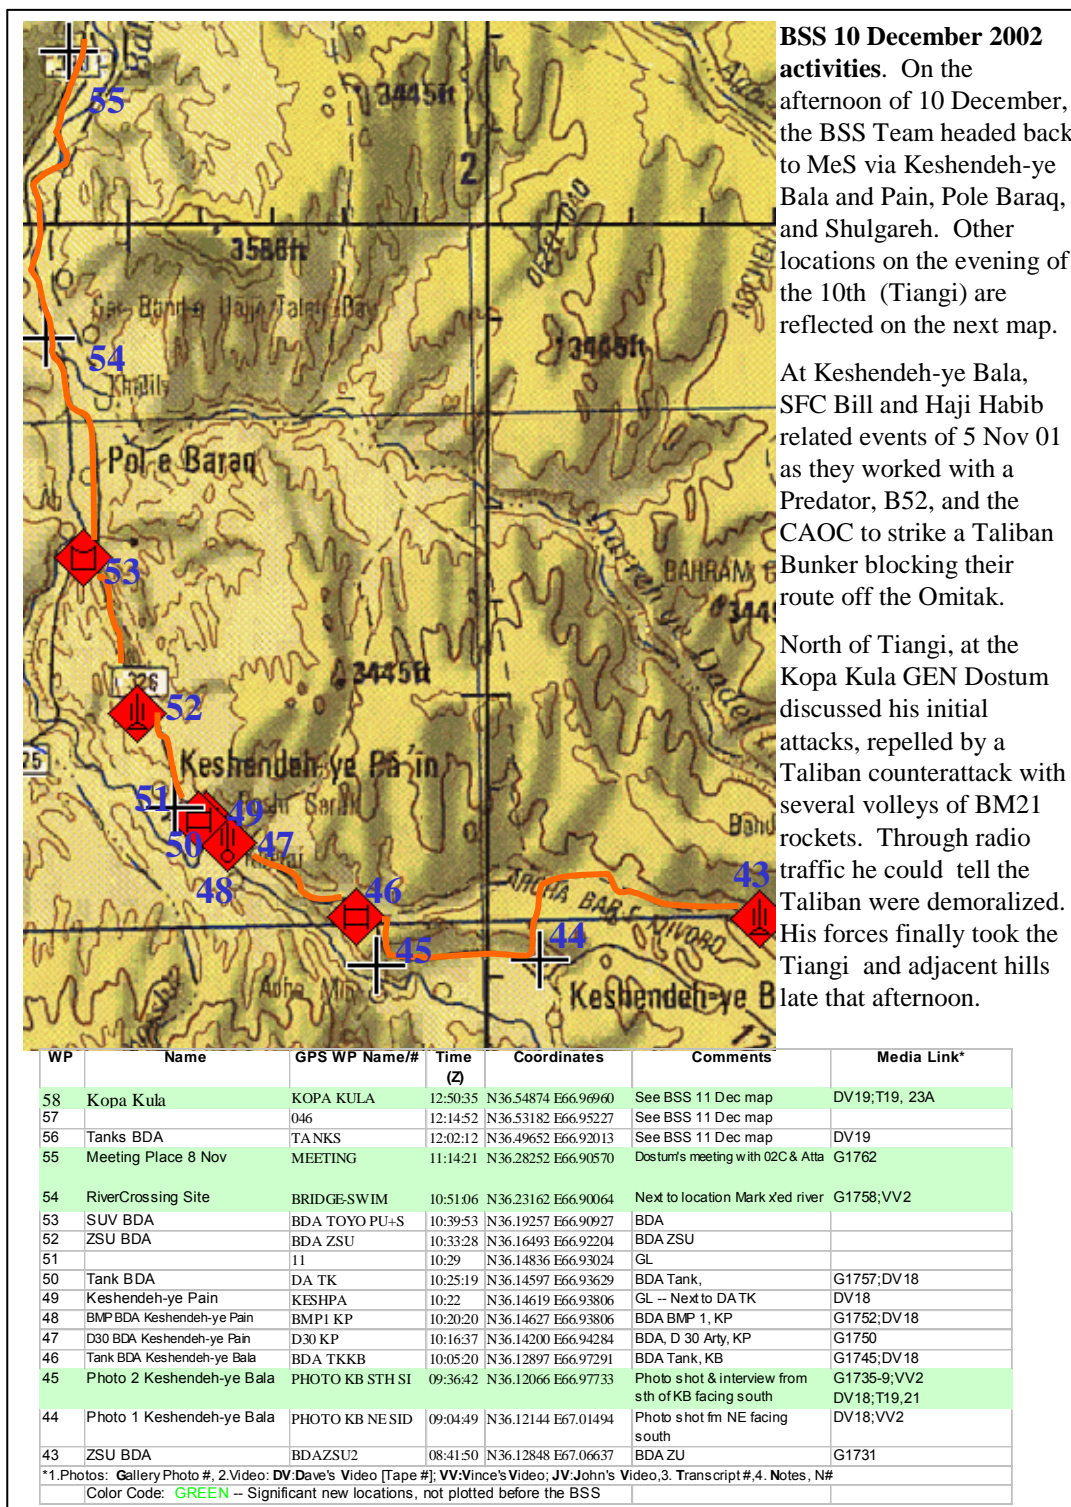 BSS 10 December 2002
activities. On the
afternoon of 10 December,
the BSS Team headed back
to MeS via Keshendeh-ye
Bala and Pain, Pole Baraq,
and Shulgareh. Other
locations on the evening of
the 10th (Tiangi) are
reflected on the next map.
At Keshendeh-ye Bala,
SFC Bill and Haji Habib
related events of 5 Nov 01
as they worked with a
Predator, B52, and the
CAOC to strike a Taliban
Bunker blocking their
route off the Omitak.
North of Tiangi, at the
Kopa Kula GEN Dostum
discussed his initial
attacks, repelled by a
Taliban counterattack with
several volleys of BM21
rockets. Through radio
traffic he could tell the
Taliban were demoralized.
His forces finally took the
Tiangi and adjacent hills
late that afternoon.
55
3445ft
2
3586ft
DEZEL DAO
3448ft
54
Khalili
Pol e Baraq
Darreh ye Dadel
BAHRAM
53
3445ft
326
52
Keshendeh-ye Pa'in
51
49
50
47
48
46
43
ARCHA BAR-E DIVORO
45
44
Keshendeh-ye B
WP Name GPS WP Name/# Time (Z) Coordinates Comments Media Link*
58 Kopa Kula KOPA KULA 12:50:35 N36.54874 E66.96960 See BSS 11 Dec map DV19;T19, 23A
57 046 12:14:52 N36.53182 E66.95227 See BSS 11 Dec map
56 Tanks BDA TANKS 12:02:12 N36.49652 E66.92013 See BSS 11 Dec map DV19
55 Meeting Place 8 Nov MEETING 11:14:21 N36.28252 E66.90570 Dostum's meeting with 02C & Atta G1762
54 RiverCrossing Site BRIDGE-SWIM 10:51:06 N36.23162 E66.90064 Next to location Mark x'ed river G1758;VV2
53 SUV BDA BDA TOYO PU+S 10:39:53 N36.19257 E66.90927 BDA
52 ZSU BDA BDA ZSU 10:33:28 N36.16493 E66.92204 BDA ZSU
51 11 10:29 N36.14836 E66.93024 GL
50 Tank BDA DA TK 10:25:19 N36.14597 E66.93629 BDA Tank, G1757;DV18
49 Keshendeh-ye Pain KESHPA 10:22 N36.14619 E66.93806 GL -- Next to DA TK DV18
48 BMP BDA Keshendeh-ye Pain BMP1 KP 10:20:20 N36.14627 E66.93806 BDA BMP 1, KP G1752;DV18
47 D30 BDA Keshendeh-ye Pain D30 KP 10:16:37 N36.14200 E66.94284 BDA, D 30 Arty, KP G1750
46 Tank BDA Keshendeh-ye Bala BDA TKKB 10:05:20 N36.12897 E66.97291 BDA Tank, KB G1745;DV18
45 Photo 2 Keshendeh-ye Bala PHOTO KB STH SI 09:36:42 N36.12066 E66.97733 Photo shot & interview from G1735-9;VV2
sth of KB facing south DV18;T19,21
44 Photo 1 Keshendeh-ye Bala PHOTO KB NE SID 09:04:49 N36.12144 E67.01494 Photo shot fm NE facing DV18;VV2
south
43 ZSU BDA BDAZSU2 08:41:50 N36.12848 E67.06637 BDA ZU G1731
*1.Photos: Gallery Photo #, 2.Video: DV:Dave's Video [Tape #]; VV:Vince's Video; JV:John's Video,3. Transcript #,4. Notes, N#
Color Code: GREEN -- Significant new locations, not plotted before the BSS